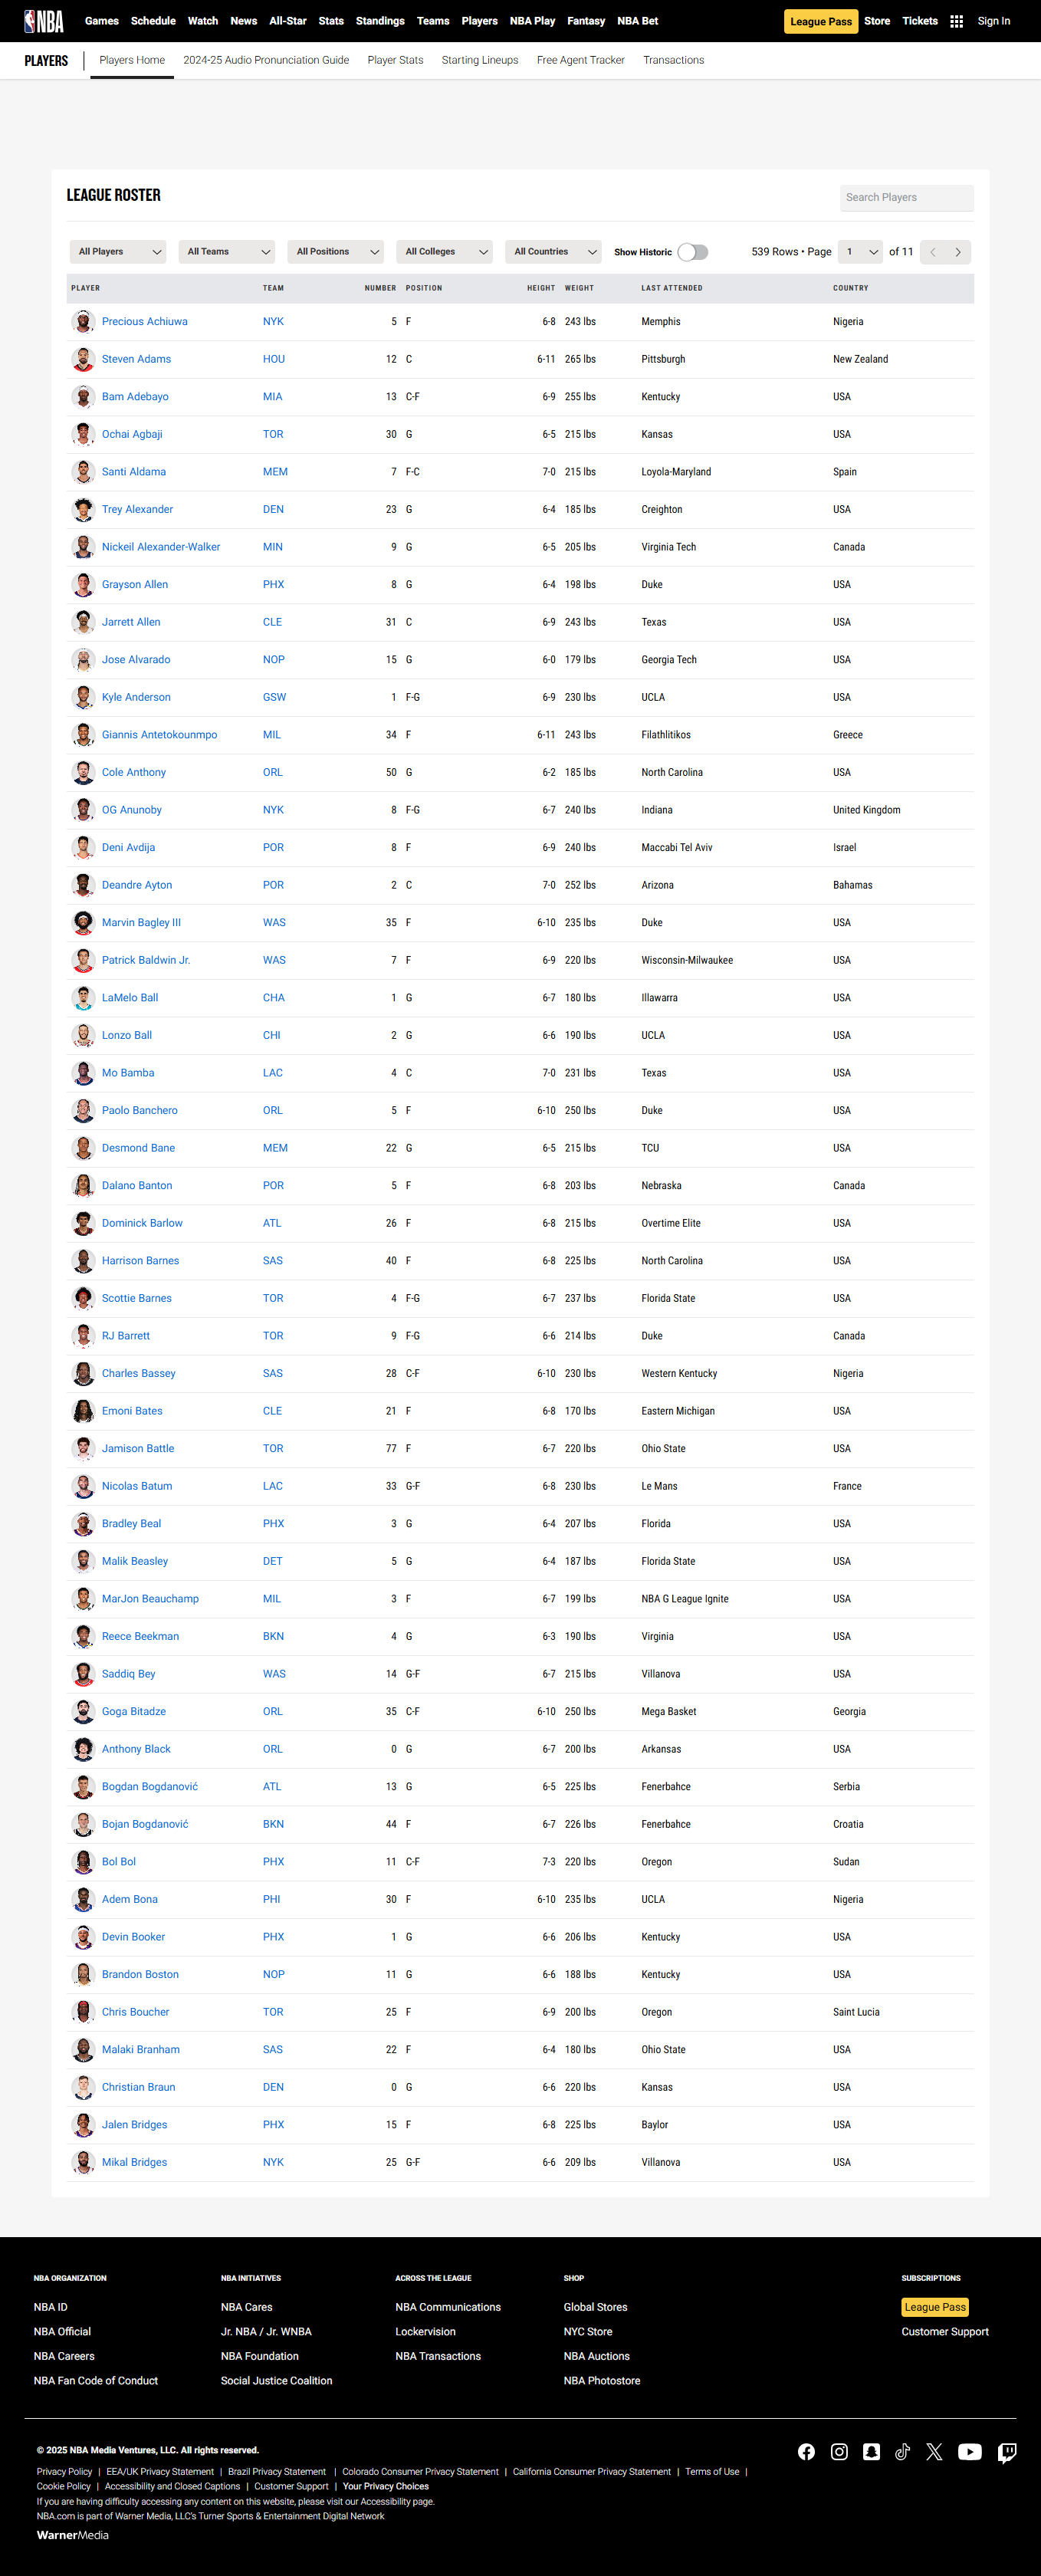 NBA Games Schedule Watch News All-Star Stats Standings Teams Players NBA Play Fantasy NBA Bet League Pass Store Tickets Sign In
PLAYERS Players Home 2024-25 Audio Pronunciation Guide Player Stats Starting Lineups Free Agent Tracker Transactions
LEAGUE ROSTER Search Players
All Players All Teams All Positions All Colleges All Countries Show Historic 539 Rows • Page 1 of 11
PLAYER TEAM NUMBER POSITION HEIGHT WEIGHT LAST ATTENDED COUNTRY
Precious Achiuwa NYK 5 F 6-8 243 lbs Memphis Nigeria
Steven Adams HOU 12 C 6-11 265 lbs Pittsburgh New Zealand
Bam Adebayo MIA 13 C-F 6-9 255 lbs Kentucky USA
Ochai Agbaji TOR 30 G 6-5 215 lbs Kansas USA
Santi Aldama MEM 7 F-C 7-0 215 lbs Loyola-Maryland Spain
Trey Alexander DEN 23 G 6-4 185 lbs Creighton USA
Nickeil Alexander-Walker MIN 9 G 6-5 205 lbs Virginia Tech Canada
Grayson Allen PHX 8 G 6-4 198 lbs Duke USA
Jarrett Allen CLE 31 C 6-9 243 lbs Texas USA
Jose Alvarado NOP 15 G 6-0 179 lbs Georgia Tech USA
Kyle Anderson GSW 1 F-G 6-9 230 lbs UCLA USA
Giannis Antetokounmpo MIL 34 F 6-11 243 lbs Filathlitikos Greece
Cole Anthony ORL 50 G 6-2 185 lbs North Carolina USA
OG Anunoby NYK 8 F-G 6-7 240 lbs Indiana United Kingdom
Deni Avdija POR 8 F 6-9 240 lbs Maccabi Tel Aviv Israel
Deandre Ayton POR 2 C 7-0 252 lbs Arizona Bahamas
Marvin Bagley III WAS 35 F 6-10 235 lbs Duke USA
Patrick Baldwin Jr. WAS 7 F 6-9 220 lbs Wisconsin-Milwaukee USA
LaMelo Ball CHA 1 G 6-7 180 lbs Illawarra USA
Lonzo Ball CHI 2 G 6-6 190 lbs UCLA USA
Mo Bamba LAC 4 C 7-0 231 lbs Texas USA
Paolo Banchero ORL 5 F 6-10 250 lbs Duke USA
Desmond Bane MEM 22 G 6-5 215 lbs TCU USA
Dalano Banton POR 5 F 6-8 203 lbs Nebraska Canada
Dominick Barlow ATL 26 F 6-8 215 lbs Overtime Elite USA
Harrison Barnes SAS 40 F 6-8 225 lbs North Carolina USA
Scottie Barnes TOR 4 F-G 6-7 237 lbs Florida State USA
RJ Barrett TOR 9 F-G 6-6 214 lbs Duke Canada
Charles Bassey SAS 28 C-F 6-10 230 lbs Western Kentucky Nigeria
Emoni Bates CLE 21 F 6-8 170 lbs Eastern Michigan USA
Jamison Battle TOR 77 F 6-7 220 lbs Ohio State USA
Nicolas Batum LAC 33 G-F 6-8 230 lbs Le Mans France
Bradley Beal PHX 3 G 6-4 207 lbs Florida USA
Malik Beasley DET 5 G 6-4 187 lbs Florida State USA
MarJon Beauchamp MIL 3 F 6-7 199 lbs NBA G League Ignite USA
Reece Beekman BKN 4 G 6-3 190 lbs Virginia USA
Saddiq Bey WAS 14 G-F 6-7 215 lbs Villanova USA
Goga Bitadze ORL 35 C-F 6-10 250 lbs Mega Basket Georgia
Anthony Black ORL 0 G 6-7 200 lbs Arkansas USA
Bogdan Bogdanović ATL 13 G 6-5 225 lbs Fenerbahce Serbia
Bojan Bogdanović BKN 44 F 6-7 226 lbs Fenerbahce Croatia
Bol Bol PHX 11 C-F 7-3 220 lbs Oregon Sudan
Adem Bona PHI 30 F 6-10 235 lbs UCLA Nigeria
Devin Booker PHX 1 G 6-6 206 lbs Kentucky USA
Brandon Boston NOP 11 G 6-6 188 lbs Kentucky USA
Chris Boucher TOR 25 F 6-9 200 lbs Oregon Saint Lucia
Malaki Branham SAS 22 F 6-4 180 lbs Ohio State USA
Christian Braun DEN 0 G 6-6 220 lbs Kansas USA
Jalen Bridges PHX 15 F 6-8 225 lbs Baylor USA
Mikal Bridges NYK 25 G-F 6-6 209 lbs Villanova USA
NBA ORGANIZATION NBA INITIATIVES ACROSS THE LEAGUE SHOP SUBSCRIPTIONS
NBA ID NBA Cares NBA Communications Global Stores League Pass
NBA Official Jr. NBA / Jr. WNBA Lockervision NYC Store Customer Support
NBA Careers NBA Foundation NBA Transactions NBA Auctions
NBA Fan Code of Conduct Social Justice Coalition NBA Photostore
© 2025 NBA Media Ventures, LLC. All rights reserved.
Privacy Policy | EEA/UK Privacy Statement | Brazil Privacy Statement | Colorado Consumer Privacy Statement | California Consumer Privacy Statement | Terms of Use |
Cookie Policy | Accessibility and Closed Captions | Customer Support | Your Privacy Choices
If you are having difficulty accessing any content on this website, please visit our Accessibility page.
NBA.com is part of Warner Media, LLC's Turner Sports & Entertainment Digital Network
WarnerMedia